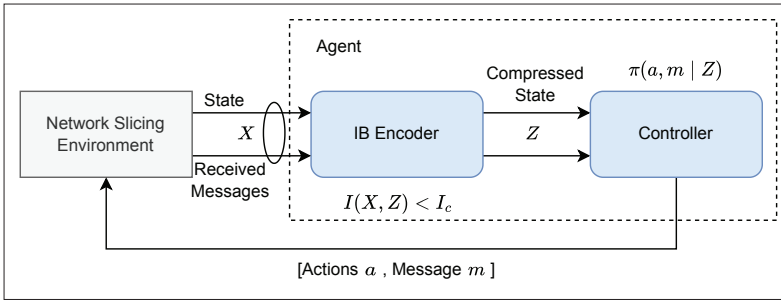 Agent
π(a, m | Z)
Compressed
State
State
Network Slicing
Environment
X
IB Encoder
Z
Controller
Received
Messages
I(X, Z) < I_c
[Actions a , Message m ]